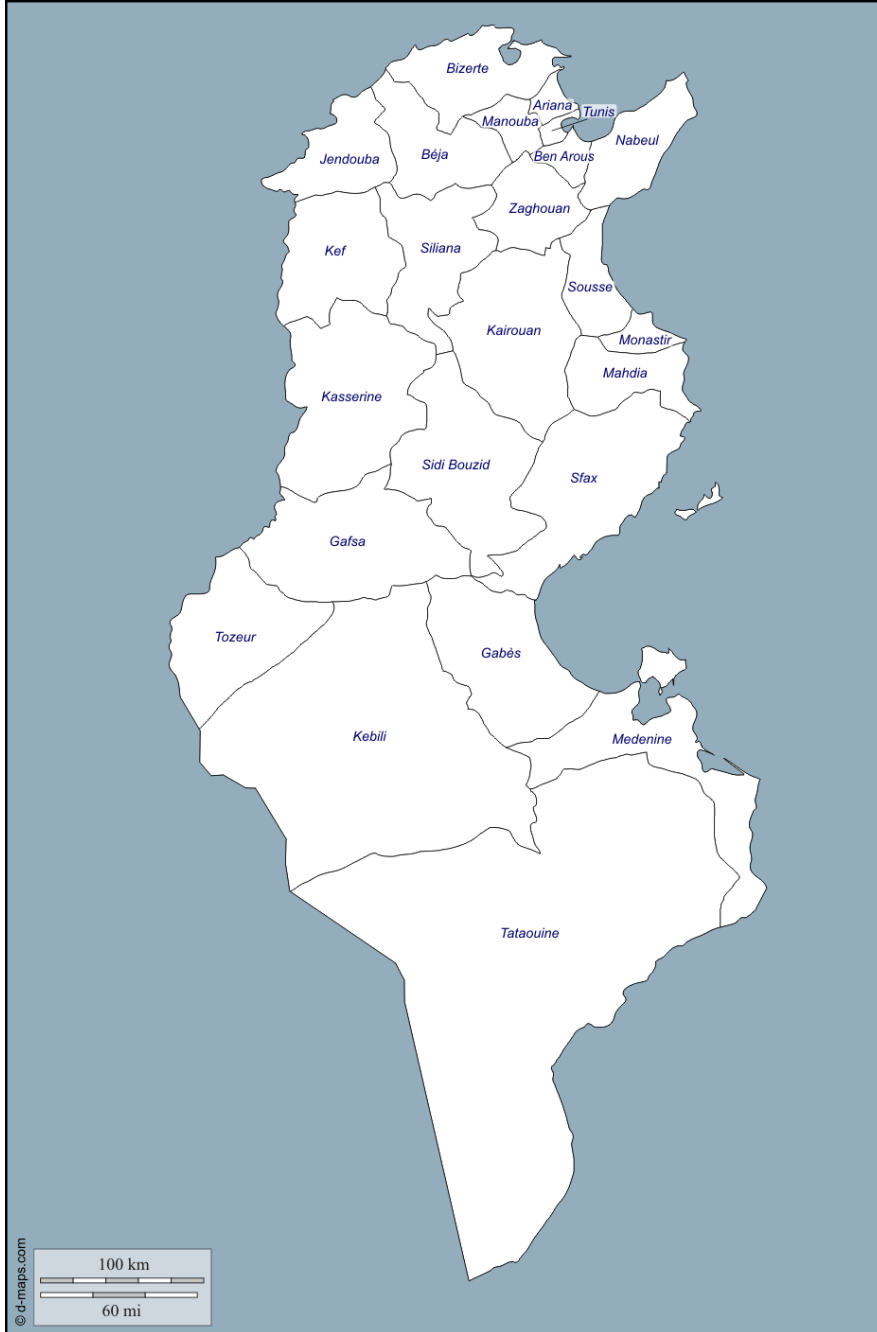 Bizerte
Ariana
Tunis
Manouba
Nabeul
Béja
Ben Arous
Jendouba
Zaghouan
Kef
Siliana
Sousse
Kairouan
Monastir
Mahdia
Kasserine
Sidi Bouzid
Sfax
Gafsa
Tozeur
Gabès
Kebili
Medenine
Tataouine
100 km
60 mi
© d-maps.com